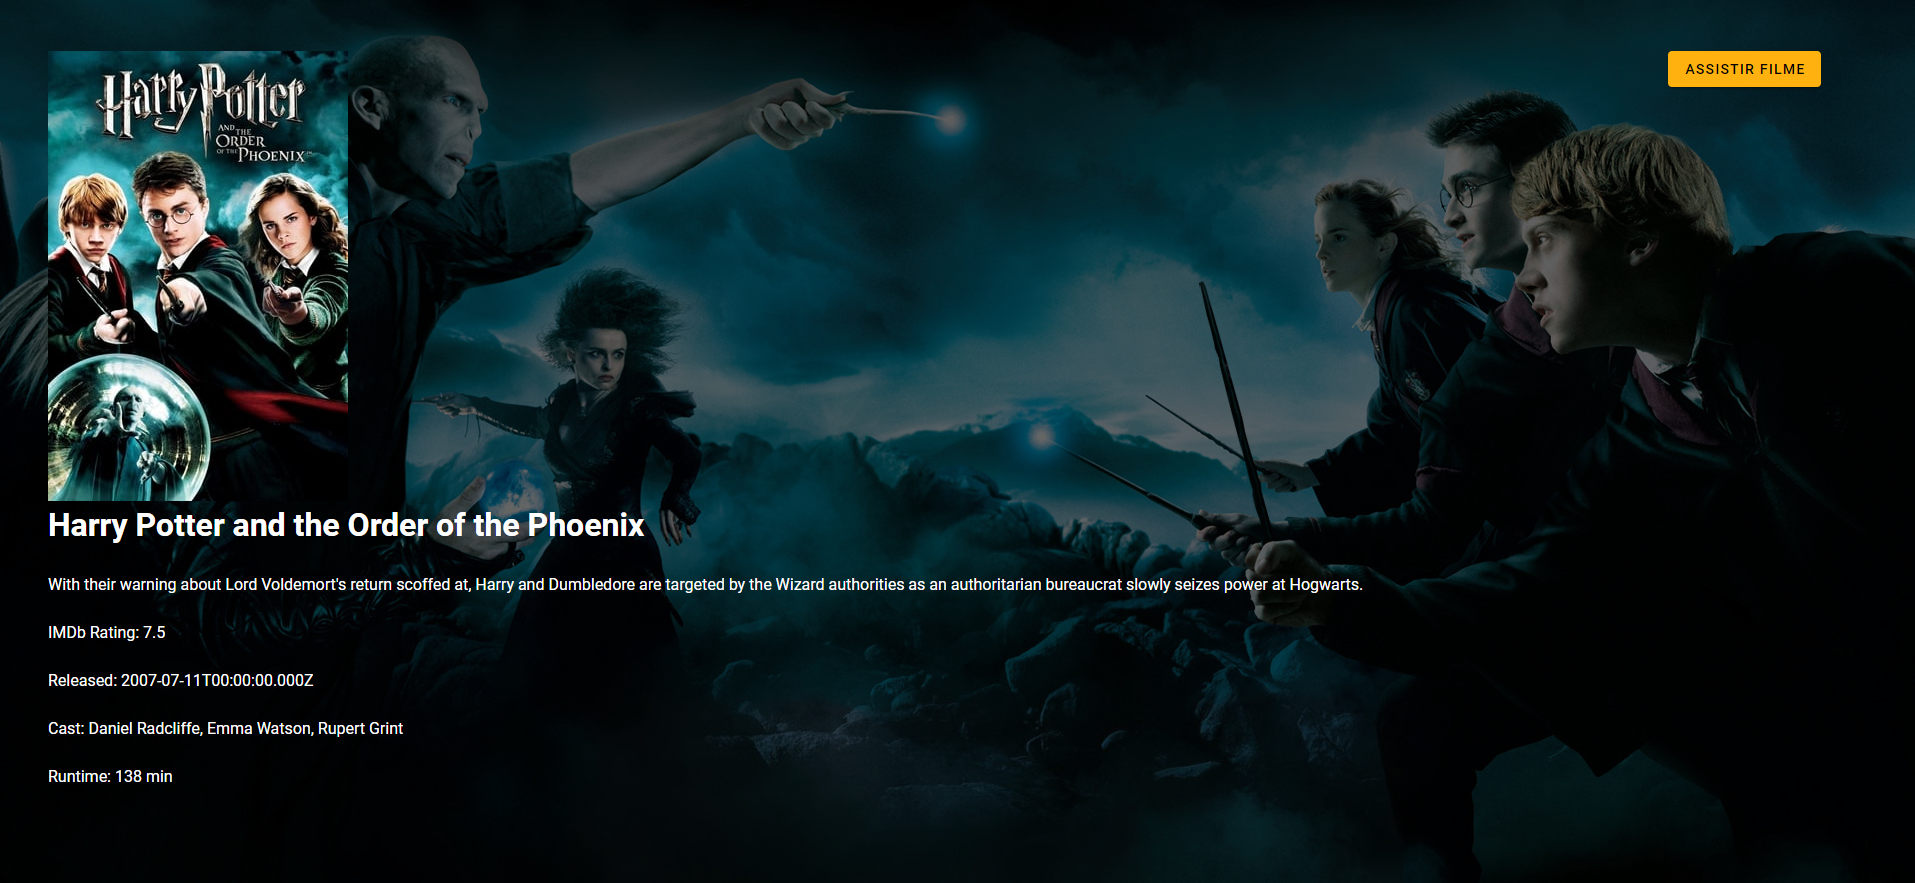 Harry Potter
AND THE
ORDER
OF THE PHOENIX™
ASSISTIR FILME
Harry Potter and the Order of the Phoenix
With their warning about Lord Voldemort's return scoffed at, Harry and Dumbledore are targeted by the Wizard authorities as an authoritarian bureaucrat slowly seizes power at Hogwarts.
IMDb Rating: 7.5
Released: 2007-07-11T00:00:00.000Z
Cast: Daniel Radcliffe, Emma Watson, Rupert Grint
Runtime: 138 min